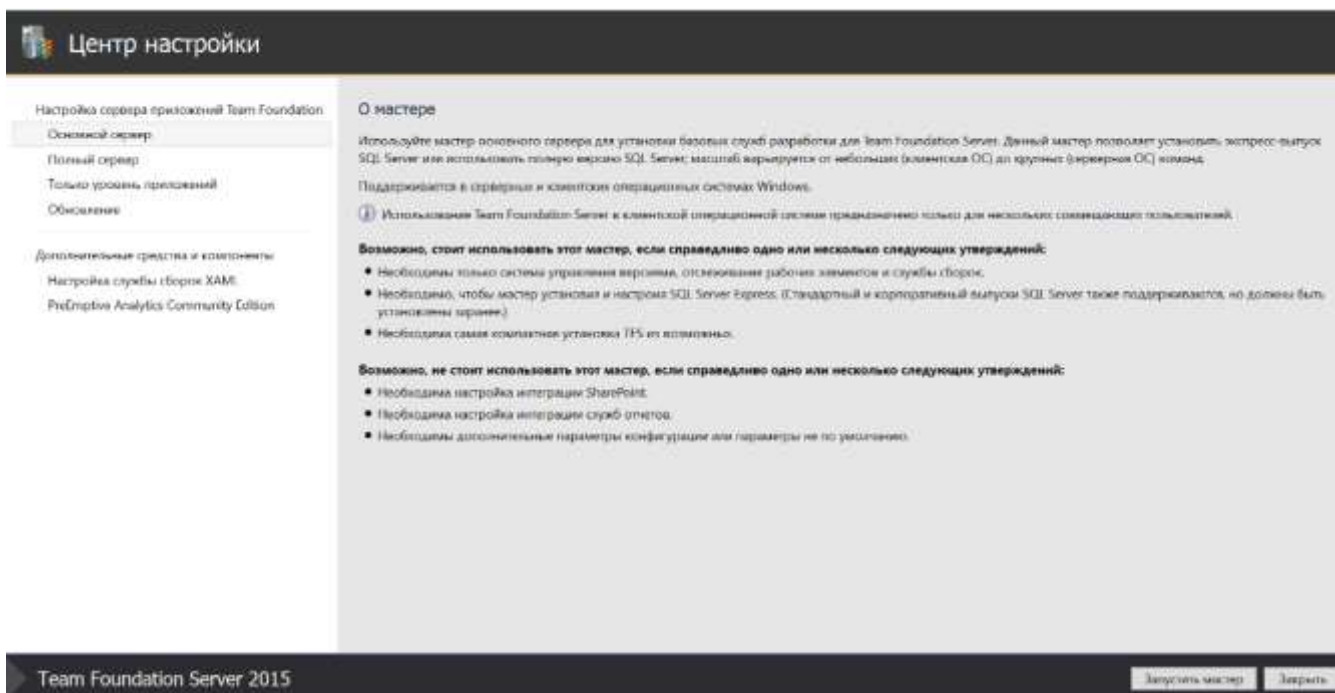 Центр настройки
Настройка сервера приложений Team Foundation
Основной сервер
Полный сервер
Только уровень приложений
Обновление
Дополнительные средства и компоненты
Настройка службы сборок XAML
PreEmptive Analytics Community Edition
О мастере
Используйте мастер основного сервера для установки базовых служб разработки для Team Foundation Server. Данный мастер позволяет установить экспресс-выпуск
SQL Server или использовать полную версию SQL Server; масштаб варьируется от небольших (клиентская ОС) до крупных (серверная ОС) команд.
Поддерживается в серверных и клиентских операционных системах Windows.
Использование Team Foundation Server в клиентской операционной системе предназначено только для нескольких совмещающих пользователей.
Возможно, стоит использовать этот мастер, если справедливо одно или несколько следующих утверждений:
• Необходимы только система управления версиями, отслеживание рабочих элементов и службы сборок.
• Необходимо, чтобы мастер установил и настроил SQL Server Express. (Стандартный и корпоративный выпуски SQL Server также поддерживаются, но должны быть
установлены заранее.)
• Необходима самая компактная установка TFS из возможных.
Возможно, не стоит использовать этот мастер, если справедливо одно или несколько следующих утверждений:
• Необходима настройка интеграции SharePoint.
• Необходима настройка интеграции служб отчетов.
• Необходимы дополнительные параметры конфигурации или параметры не по умолчанию.
Team Foundation Server 2015
Запустить мастер
Закрыть